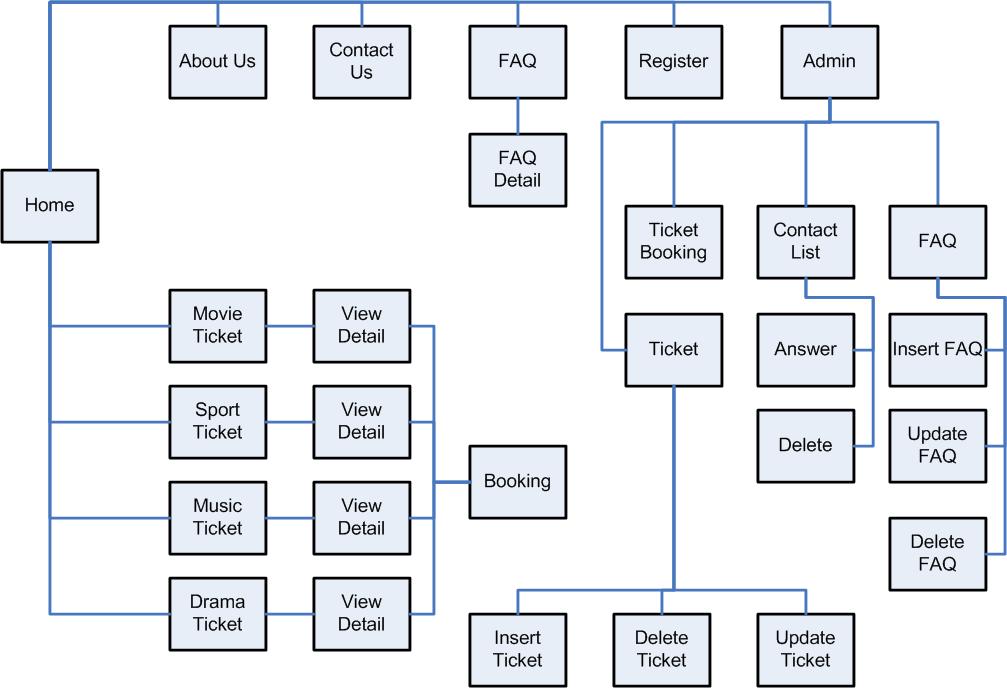 About Us
Contact
Us
FAQ
Register
Admin
FAQ
Detail
Home
Ticket
Booking
Contact
List
FAQ
Movie
Ticket
View
Detail
Ticket
Answer
Insert FAQ
Sport
Ticket
View
Detail
Delete
Update
FAQ
Booking
Music
Ticket
View
Detail
Delete
FAQ
Drama
Ticket
View
Detail
Insert
Ticket
Delete
Ticket
Update
Ticket